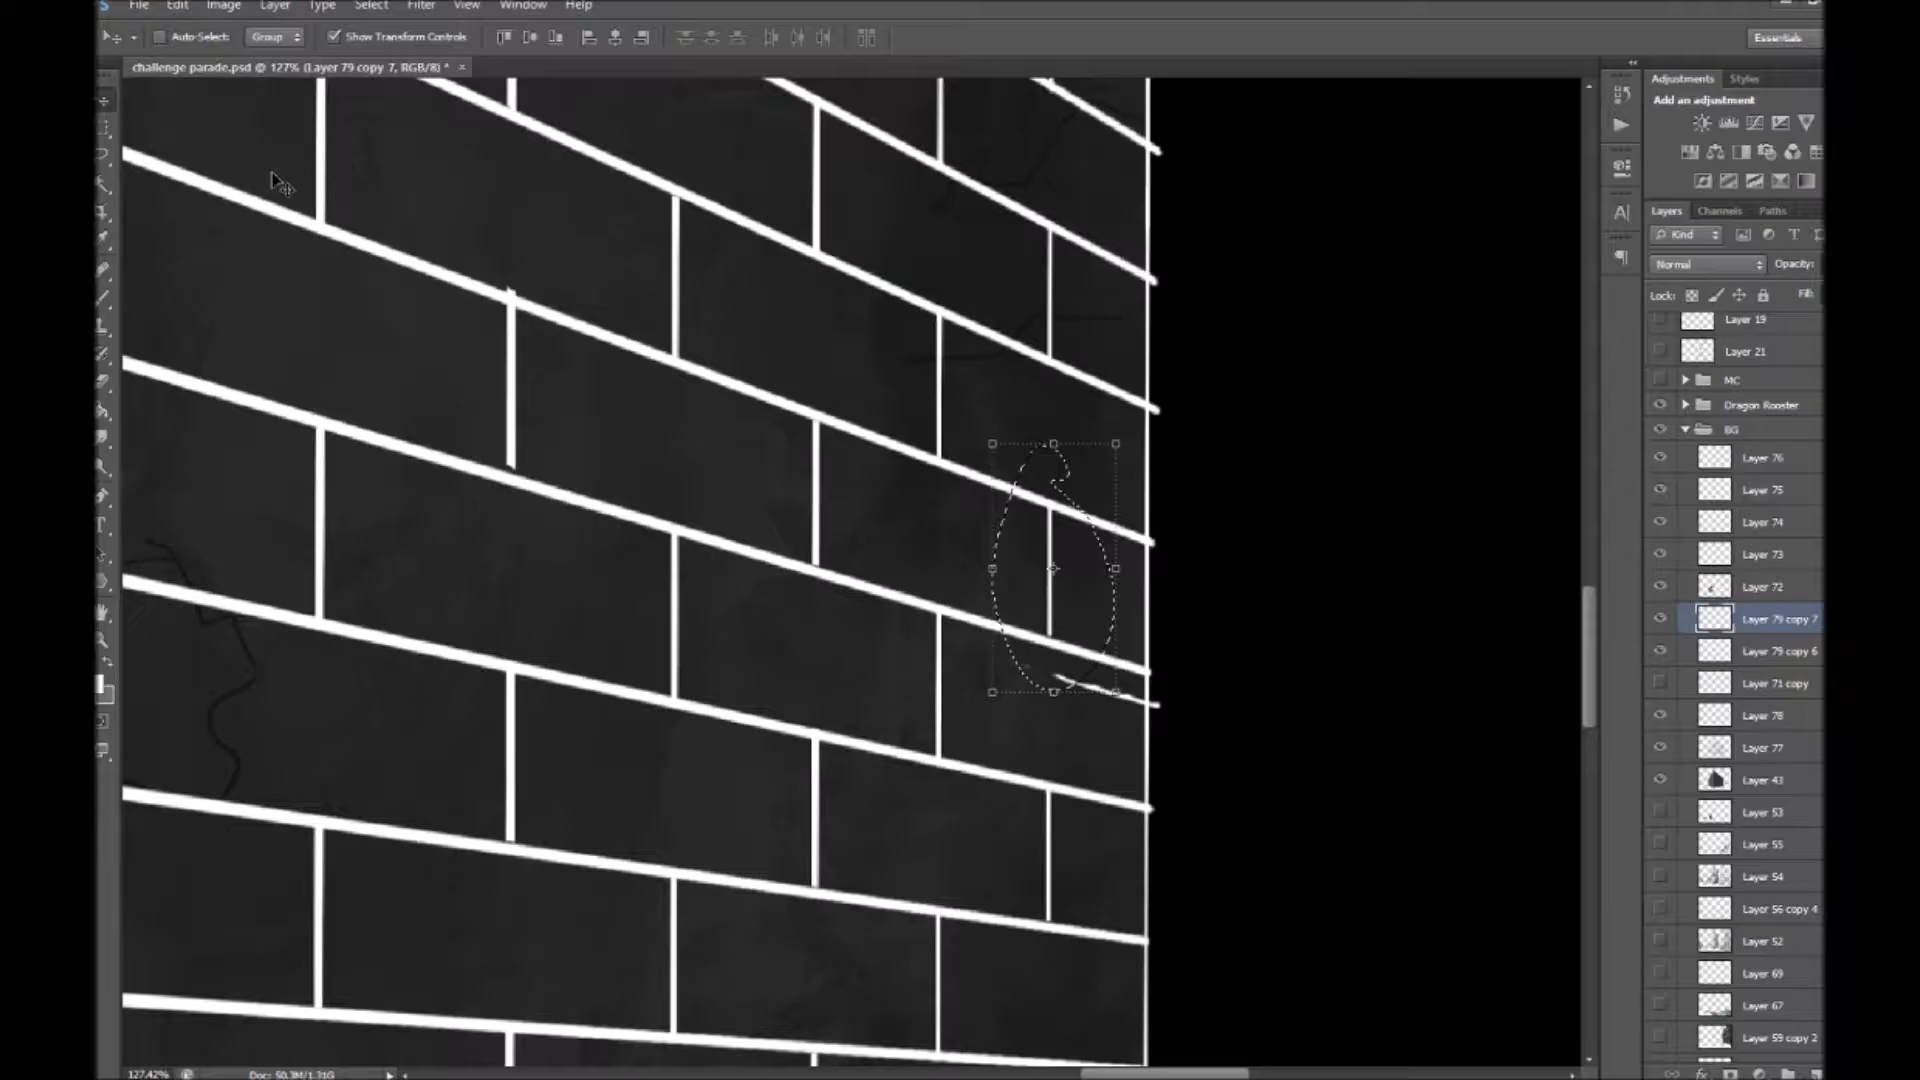 File Edit Image Layer Type Select Filter View Window Help
Auto-Select: Group Show Transform Controls Essentials
challenge parade.psd @ 127% (Layer 79 copy 7, RGB/8) * ×
Adjustments Styles
Add an adjustment
Layers Channels Paths
Kind
Normal Opacity:
Lock: Fill:
Layer 19
Layer 21
MC
Dragon Rooster
BG
Layer 76
Layer 75
Layer 74
Layer 73
Layer 72
Layer 79 copy 7
Layer 79 copy 6
Layer 71 copy
Layer 78
Layer 77
Layer 43
Layer 53
Layer 55
Layer 54
Layer 56 copy 4
Layer 52
Layer 69
Layer 67
Layer 59 copy 2
127.42% Doc: 50.3M/1.31G